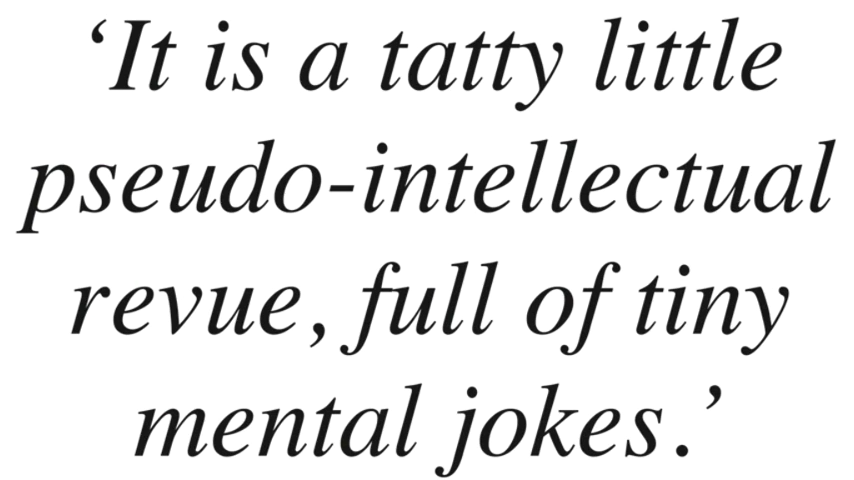 ‘It is a tatty little
pseudo-intellectual
revue, full of tiny
mental jokes.’